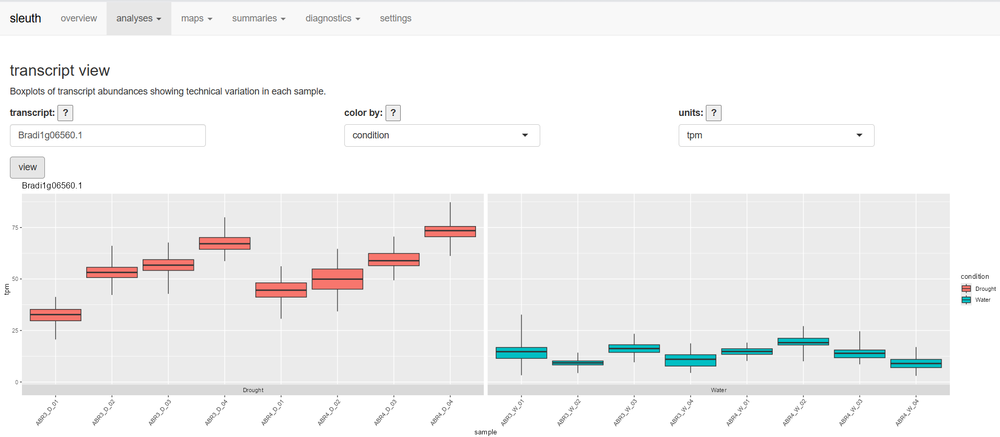 sleuth overview analyses maps summaries diagnostics settings
transcript view
Boxplots of transcript abundances showing technical variation in each sample.
transcript: ? color by: ? units: ?
Bradi1g06560.1 condition tpm
view
Bradi1g06560.1
75
50
25
0
tpm
condition
Drought
Water
Drought Water
ABR3_D_01 ABR3_D_02 ABR3_D_03 ABR3_D_04 ABR4_D_01 ABR4_D_02 ABR4_D_03 ABR4_D_04 ABR3_W_01 ABR3_W_02 ABR3_W_03 ABR3_W_04 ABR4_W_01 ABR4_W_02 ABR4_W_03 ABR4_W_04
sample